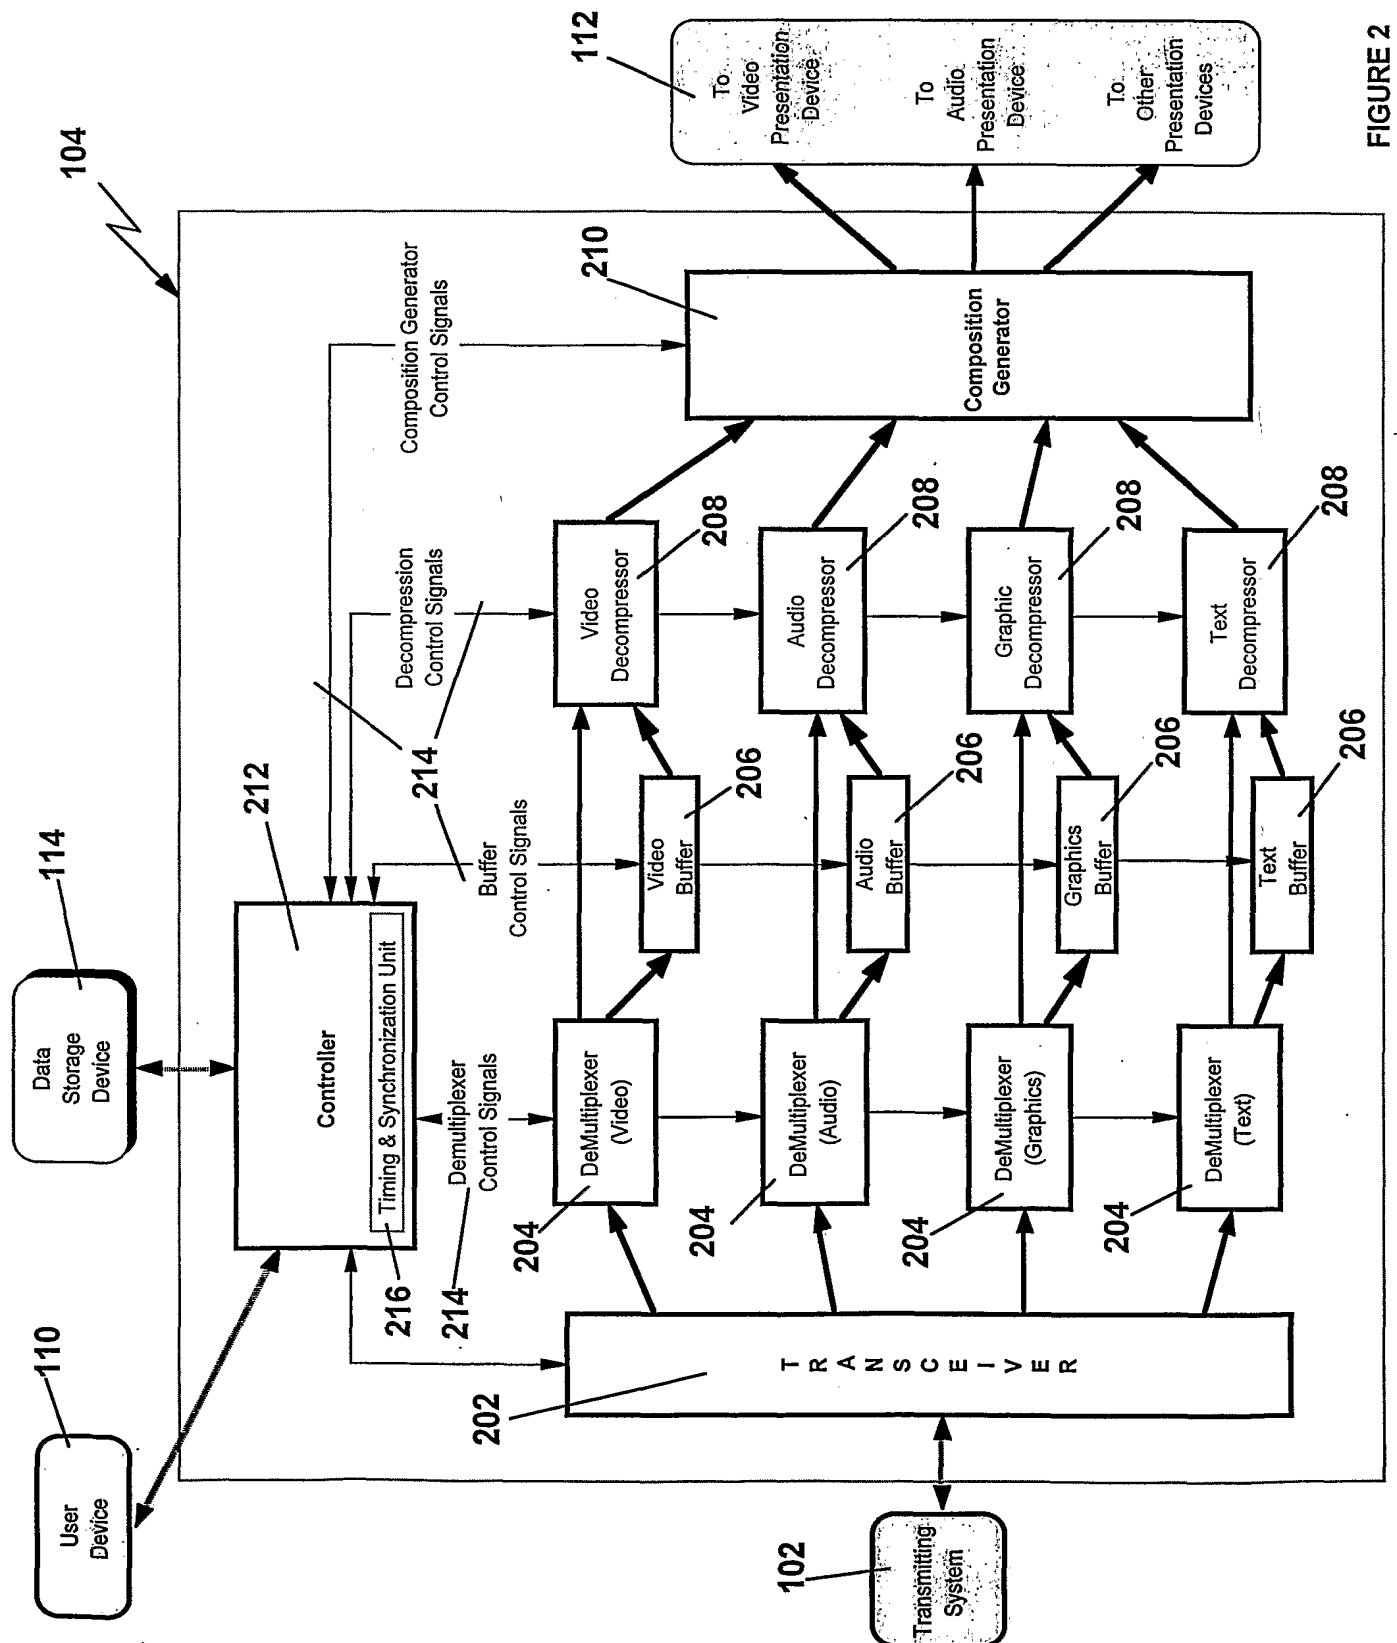 104
110
User
Device
114
Data
Storage
Device
212
Controller
Timing & Synchronization Unit
216
214
Demultiplexer
Control Signals
214
Buffer
Control Signals
Decompression
Control Signals
Composition Generator
Control Signals
102
Transmitting
System
202
TRANSCEIVER
204
DeMultiplexer
(Video)
204
DeMultiplexer
(Audio)
204
DeMultiplexer
(Graphics)
204
DeMultiplexer
(Text)
Video
Buffer
206
Audio
Buffer
206
Graphics
Buffer
206
Text
Buffer
206
Video
Decompressor
208
Audio
Decompressor
208
Graphic
Decompressor
208
Text
Decompressor
208
210
Composition
Generator
112
To
Video
Presentation
Device
To
Audio
Presentation
Device
To
Other
Presentation
Devices
FIGURE 2